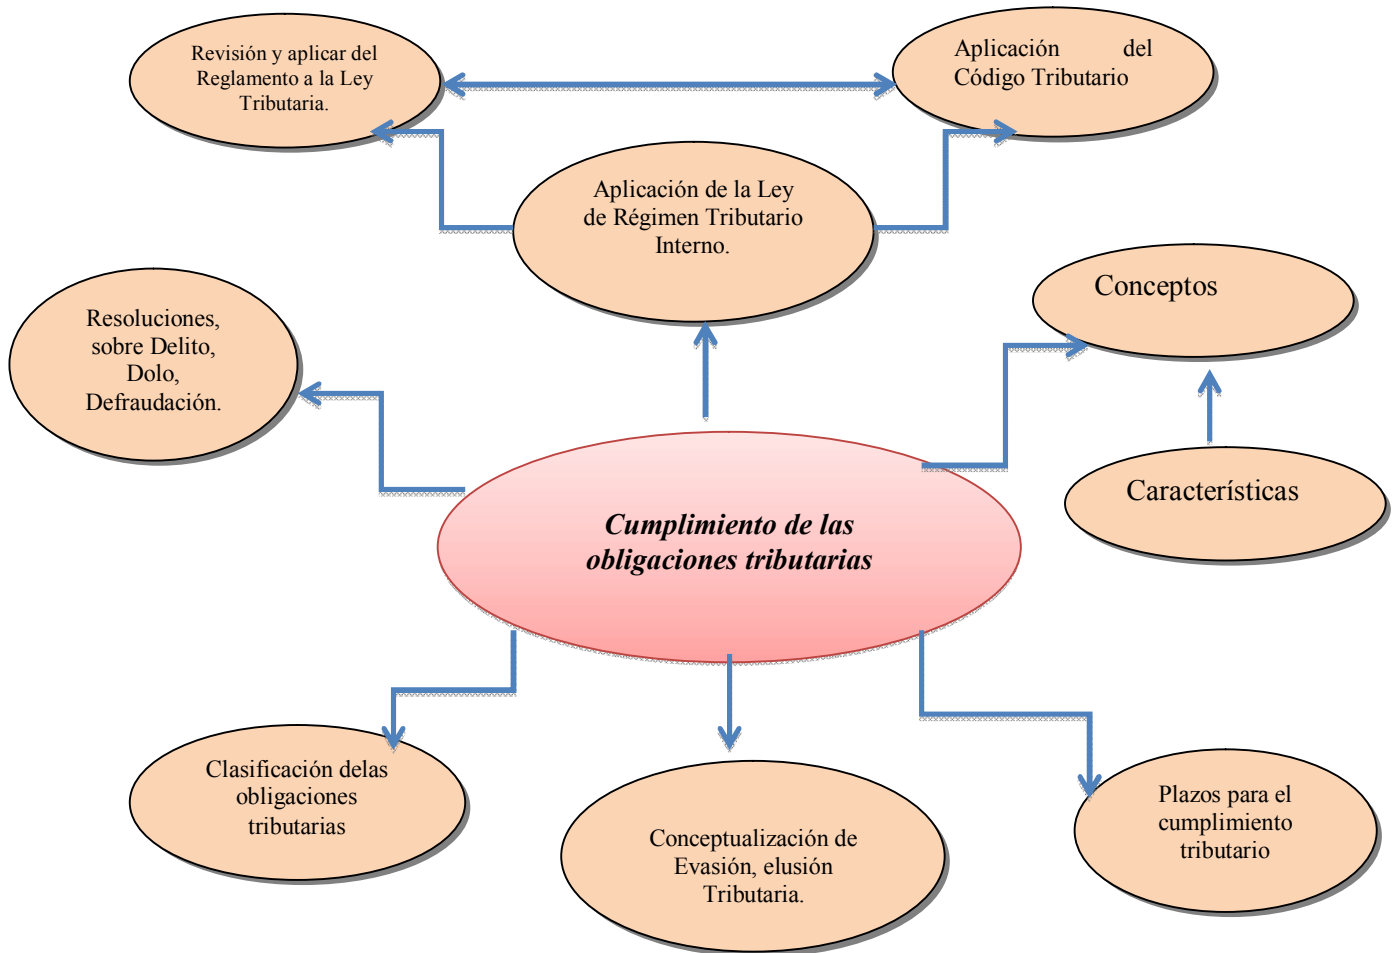 Revisión y aplicar del
Reglamento a la Ley
Tributaria.
Aplicación del
Código Tributario
Aplicación de la Ley
de Régimen Tributario
Interno.
Conceptos
Resoluciones,
sobre Delito,
Dolo,
Defraudación.
Características
Cumplimiento de las
obligaciones tributarias
Clasificación delas
obligaciones
tributarias
Conceptualización de
Evasión, elusión
Tributaria.
Plazos para el
cumplimiento
tributario